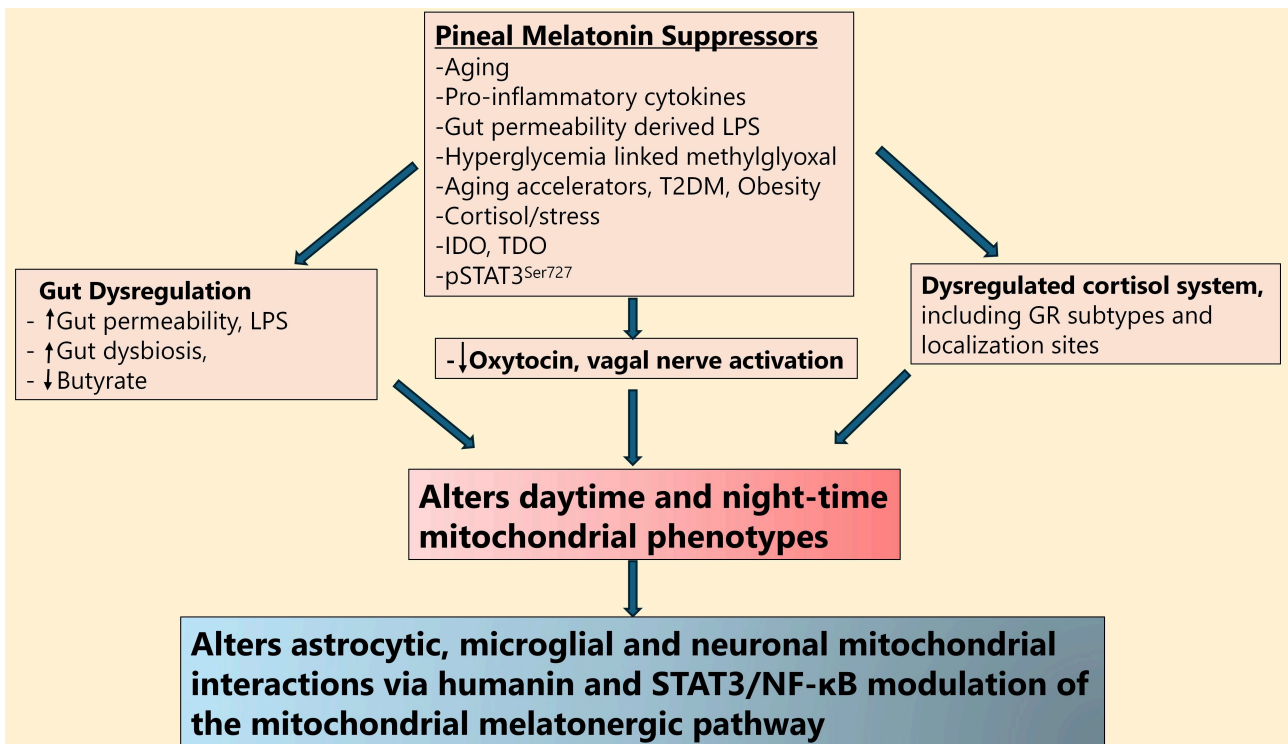 Pineal Melatonin Suppressors
-Aging
-Pro-inflammatory cytokines
-Gut permeability derived LPS
-Hyperglycemia linked methylglyoxal
-Aging accelerators, T2DM, Obesity
-Cortisol/stress
-IDO, TDO
-pSTAT3Ser727
Gut Dysregulation
- ↑Gut permeability, LPS
- ↑Gut dysbiosis,
- ↓Butyrate
-↓Oxytocin, vagal nerve activation
Dysregulated cortisol system,
including GR subtypes and
localization sites
Alters daytime and night-time
mitochondrial phenotypes
Alters astrocytic, microglial and neuronal mitochondrial
interactions via humanin and STAT3/NF-κB modulation of
the mitochondrial melatonergic pathway